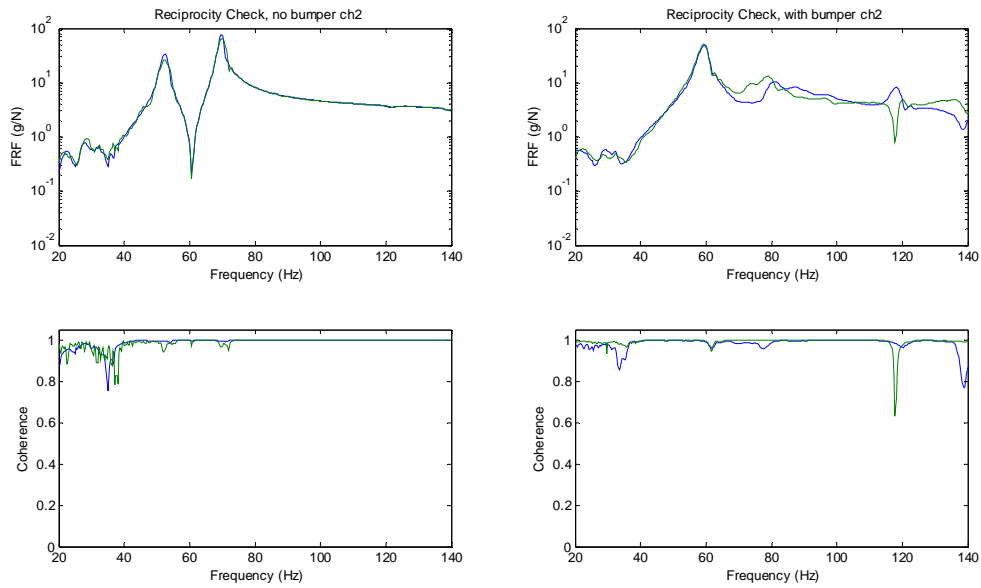 Reciprocity Check, no bumper ch2
10^2
10^1
10^0
10^-1
10^-2
FRF (g/N)
20 40 60 80 100 120 140
Frequency (Hz)
Reciprocity Check, with bumper ch2
10^2
10^1
10^0
10^-1
10^-2
FRF (g/N)
20 40 60 80 100 120 140
Frequency (Hz)
1
0.8
0.6
0.4
0.2
0
Coherence
20 40 60 80 100 120 140
Frequency (Hz)
1
0.8
0.6
0.4
0.2
0
Coherence
20 40 60 80 100 120 140
Frequency (Hz)